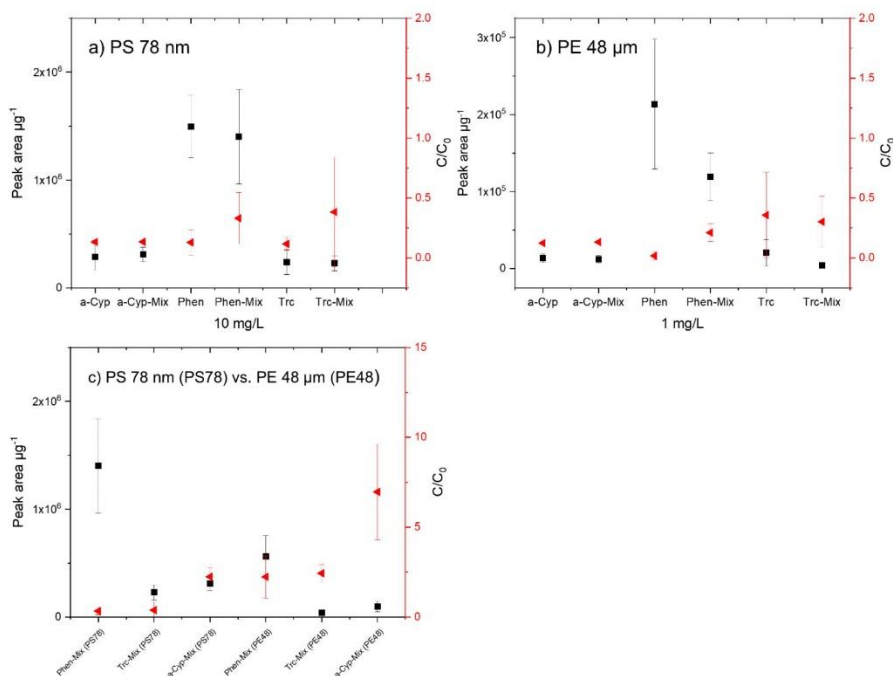 a) PS 78 nm
2x10⁶
1x10⁶
0
Peak area µg⁻¹
2.0
1.5
1.0
0.5
0.0
C/C₀
a-Cyp
a-Cyp-Mix
Phen
Phen-Mix
Trc
Trc-Mix
10 mg/L
b) PE 48 µm
3x10⁵
2x10⁵
1x10⁵
0
Peak area µg⁻¹
2.0
1.5
1.0
0.5
0.0
C/C₀
a-Cyp
a-Cyp-Mix
Phen
Phen-Mix
Trc
Trc-Mix
1 mg/L
c) PS 78 nm (PS78) vs. PE 48 µm (PE48)
2x10⁶
1x10⁶
0
Peak area µg⁻¹
15
10
5
0
C/C₀
Phen-Mix (PS78)
Trc-Mix (PS78)
a-Cyp-Mix (PS78)
Phen-Mix (PE48)
Trc-Mix (PE48)
a-Cyp-Mix (PE48)